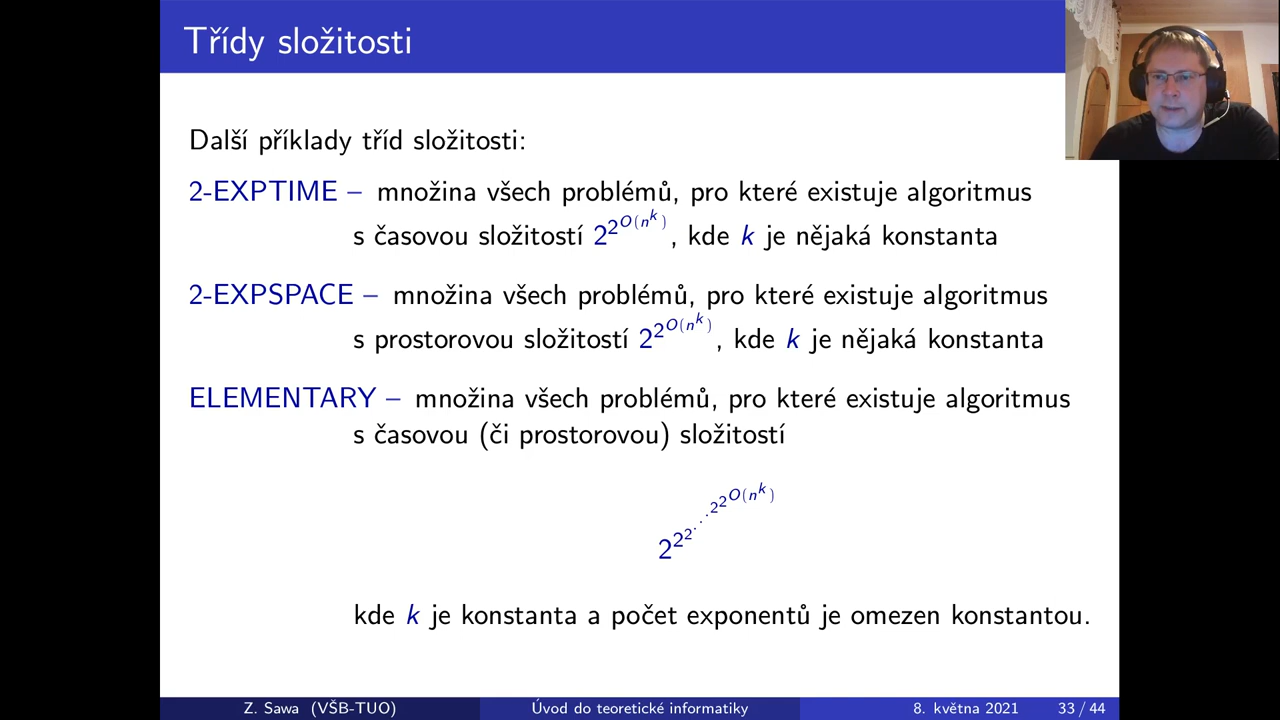 Třídy složitosti
Další příklady tříd složitosti:
2-EXPTIME – množina všech problémů, pro které existuje algoritmus
s časovou složitostí 2^{2^{O(n^k)}}, kde k je nějaká konstanta
2-EXPSPACE – množina všech problémů, pro které existuje algoritmus
s prostorovou složitostí 2^{2^{O(n^k)}}, kde k je nějaká konstanta
ELEMENTARY – množina všech problémů, pro které existuje algoritmus
s časovou (či prostorovou) složitostí
2^{2^{2^{⋰^{2^{2^{O(n^k)}}}}}}
kde k je konstanta a počet exponentů je omezen konstantou.
Z. Sawa (VŠB-TUO) Úvod do teoretické informatiky 8. května 2021 33 / 44